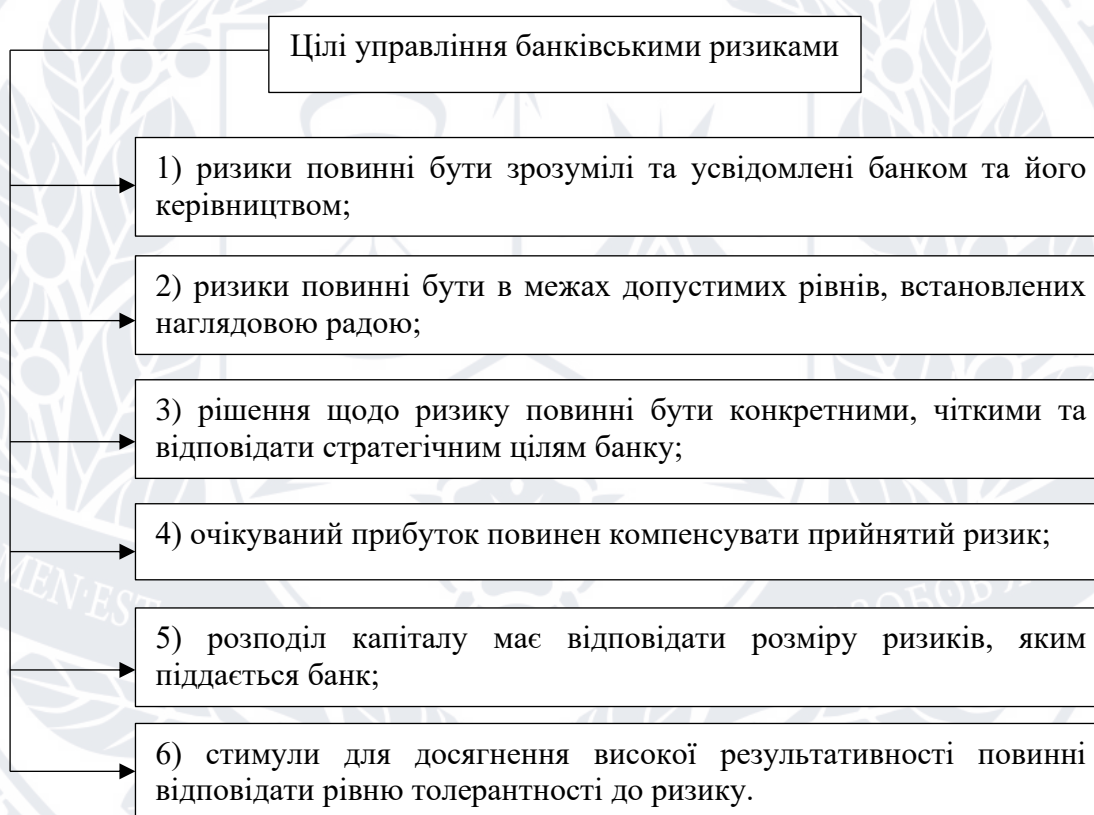 Цілі управління банківськими ризиками
1) ризики повинні бути зрозумілі та усвідомлені банком та його
керівництвом;
2) ризики повинні бути в межах допустимих рівнів, встановлених
наглядовою радою;
3) рішення щодо ризику повинні бути конкретними, чіткими та
відповідати стратегічним цілям банку;
4) очікуваний прибуток повинен компенсувати прийнятий ризик;
5) розподіл капіталу має відповідати розміру ризиків, яким
піддається банк;
6) стимули для досягнення високої результативності повинні
відповідати рівню толерантності до ризику.